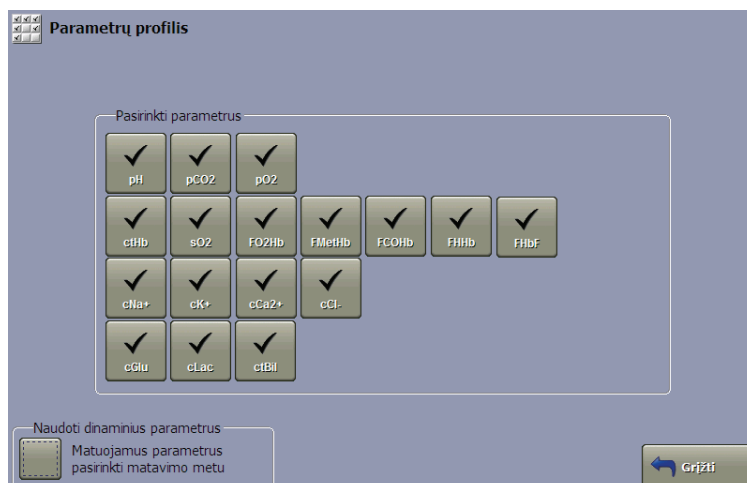 Parametrų profilis
Pasirinkti parametrus
pH pCO2 pO2
ctHb sO2 FO2Hb FMetHb FCOHb FHHb FHbF
cNa+ cK+ cCa2+ cCl-
cGlu cLac ctBil
Naudoti dinaminius parametrus
Matuojamus parametrus
pasirinkti matavimo metu
Grįžti